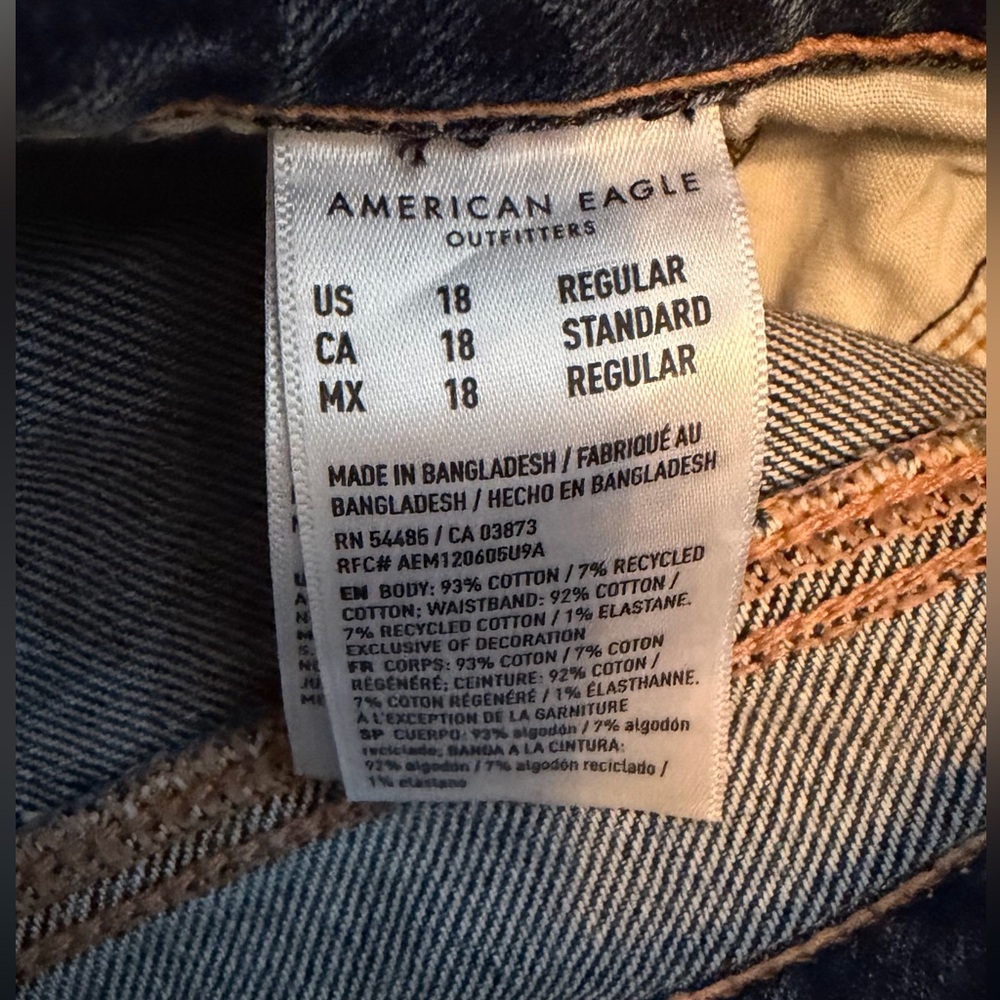 AMERICAN EAGLE
OUTFITTERS
US 18 REGULAR
CA 18 STANDARD
MX 18 REGULAR
MADE IN BANGLADESH / FABRIQUÉ AU
BANGLADESH / HECHO EN BANGLADESH
RN 54485 / CA 03873
RFC# AEM120605U9A
EN BODY: 93% COTTON / 7% RECYCLED
COTTON; WAISTBAND: 92% COTTON /
7% RECYCLED COTTON / 1% ELASTANE.
EXCLUSIVE OF DECORATION
FR CORPS: 93% COTON / 7% COTON
RÉGÉNÉRÉ; CEINTURE: 92% COTON /
7% COTON RÉGÉNÉRÉ / 1% ÉLASTHANNE.
À L'EXCEPTION DE LA GARNITURE
SP CUERPO: 93% algodón / 7% algodón
reciclado; BANDA A LA CINTURA:
92% algodón / 7% algodón reciclado /
1% elastano